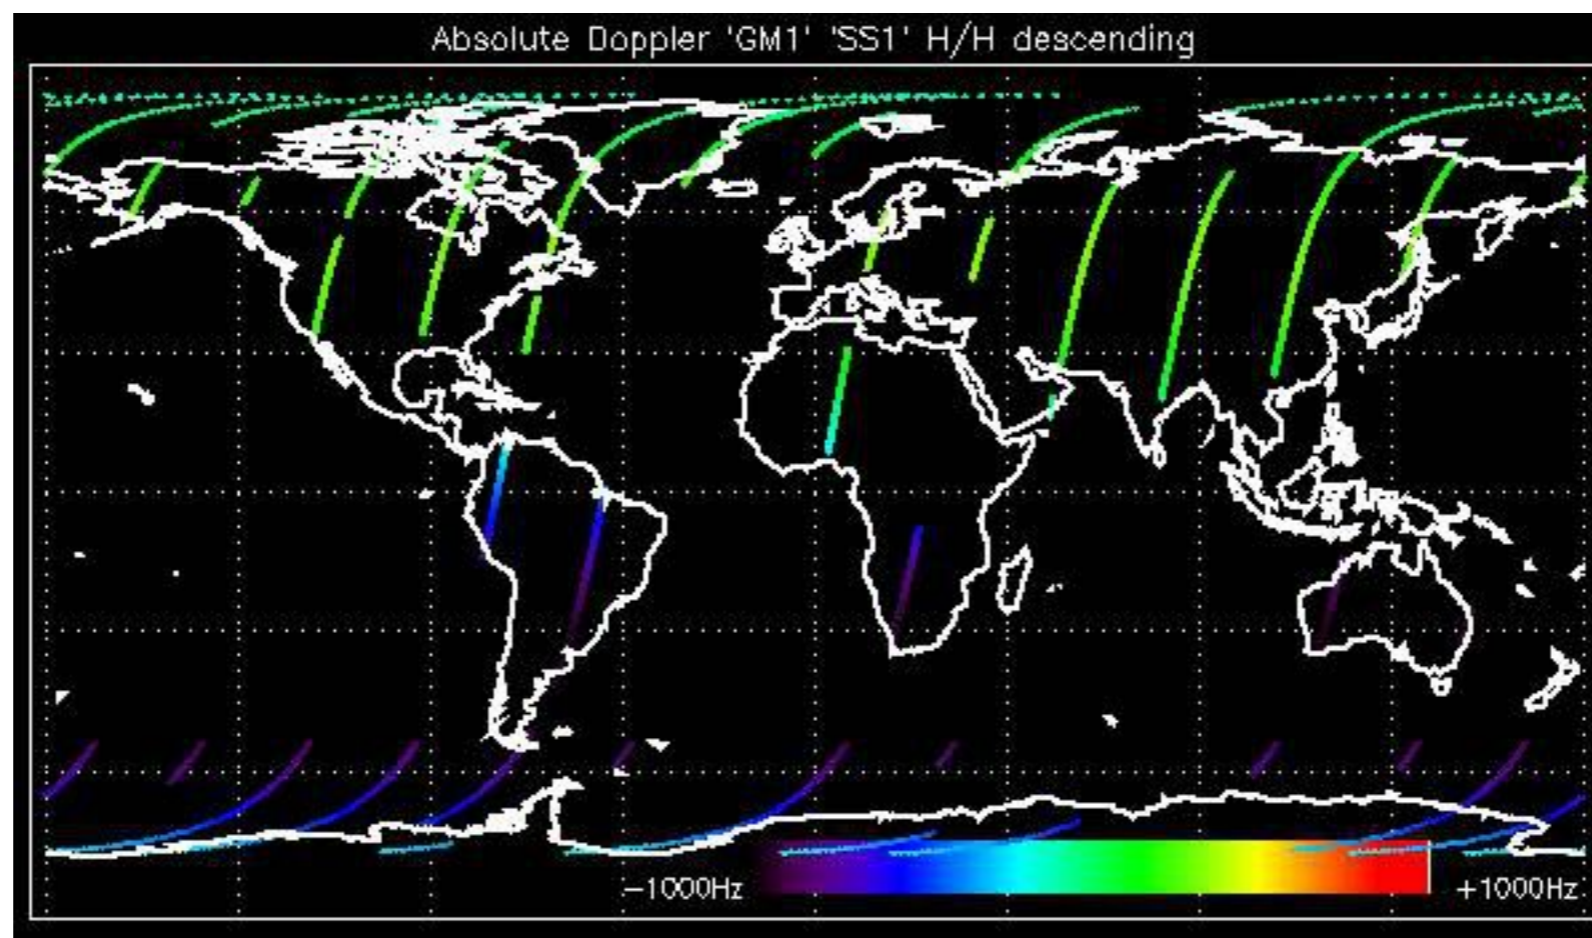 Absolute Doppler 'GM1' 'SS1' H/H descending
-1000Hz
+1000Hz